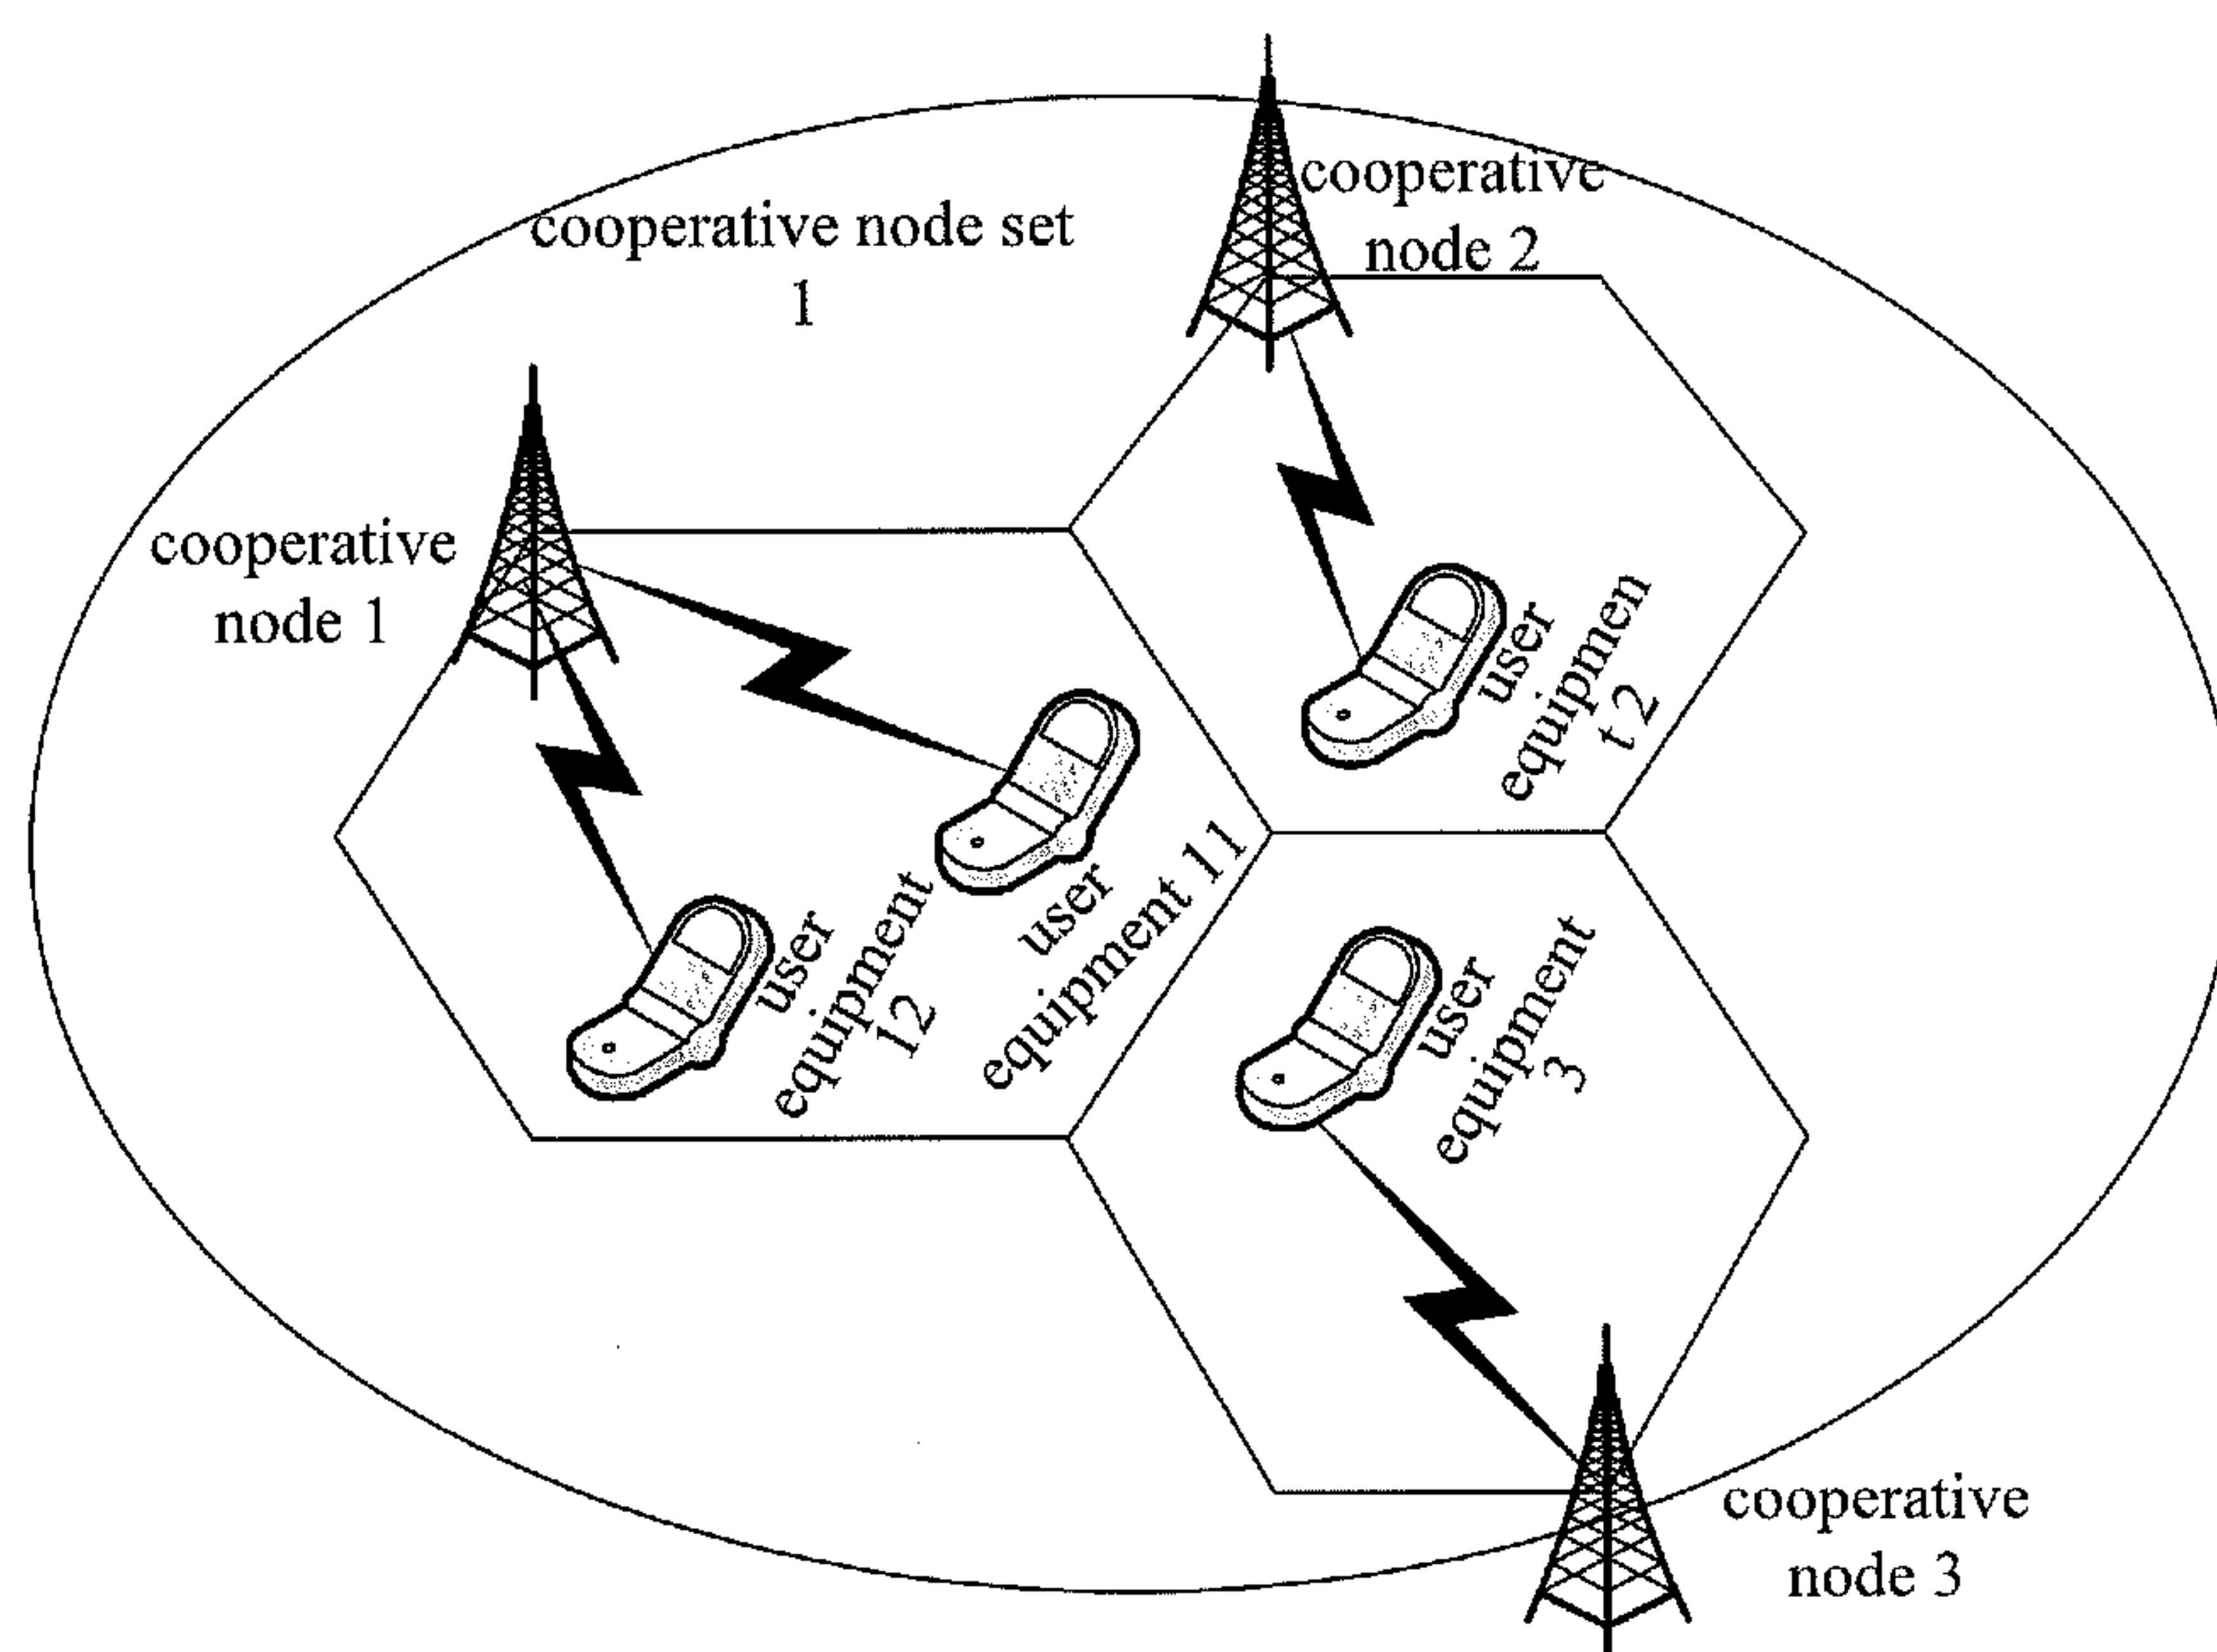 cooperative
node 2
cooperative node set
1
cooperative
node 1
user
equipmen
t 2
user
equipment 11
user
equipment
12
user
equipment
3
cooperative
node 3